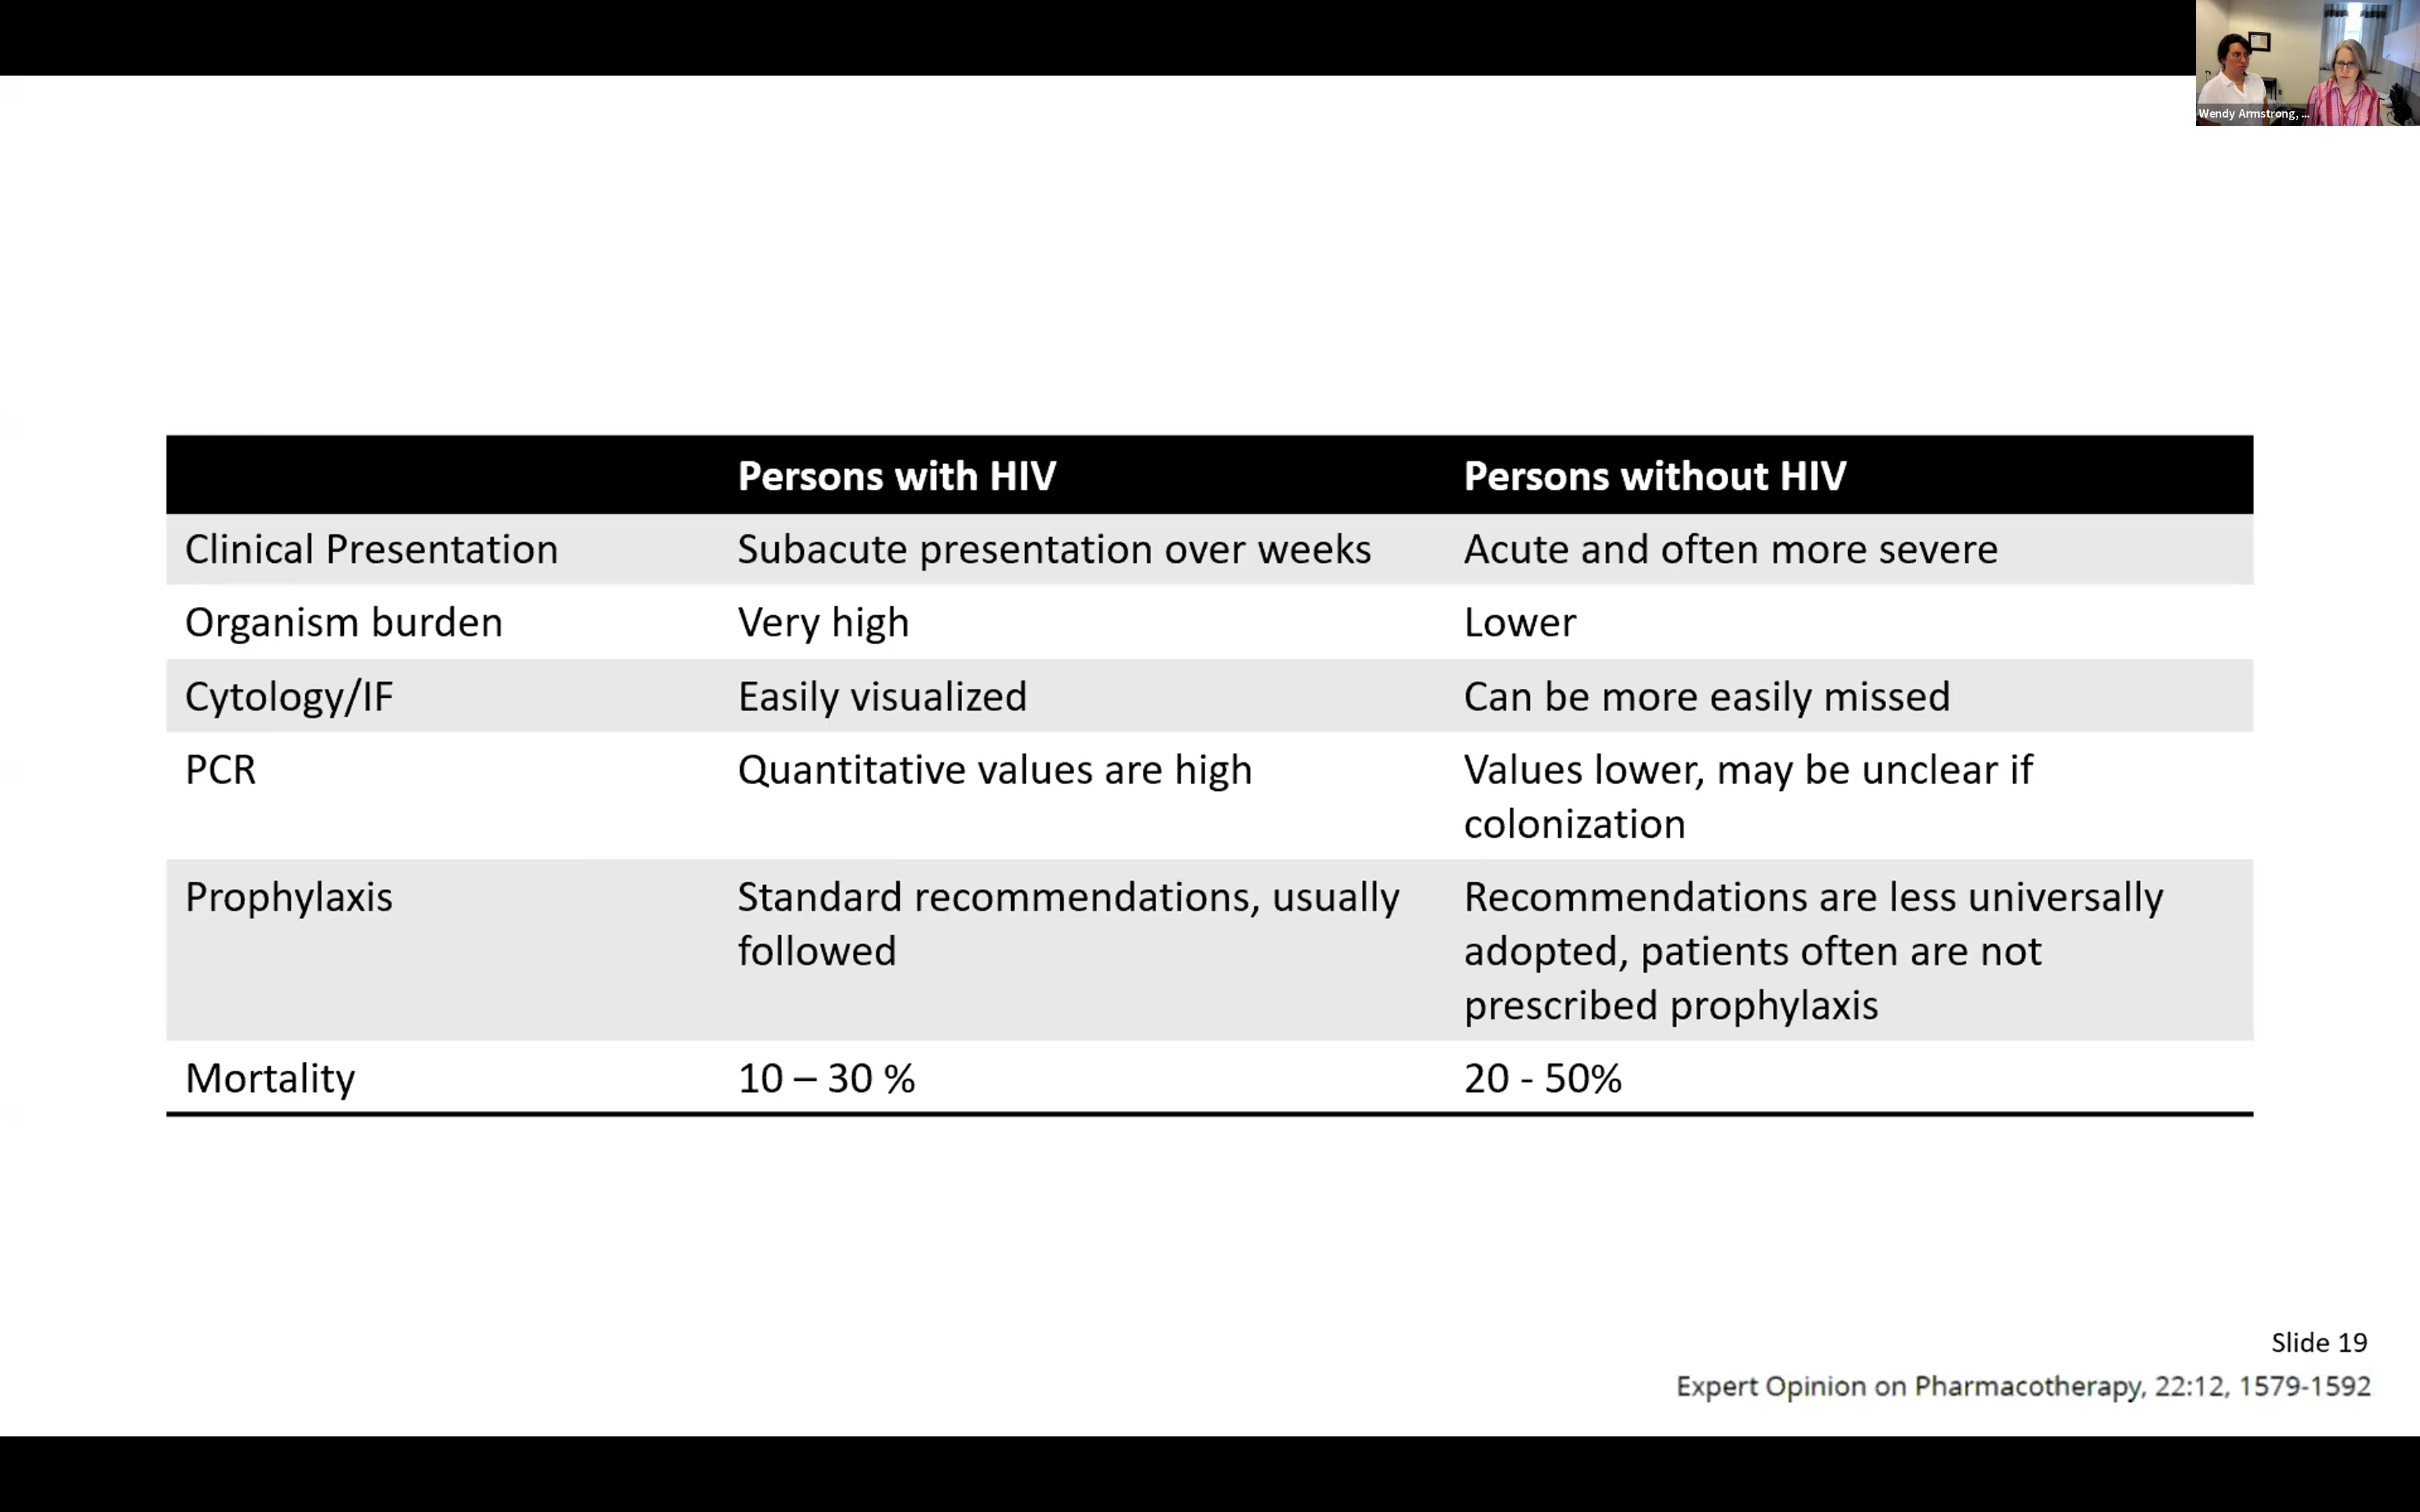 Wendy Armstrong, ...
Persons with HIV
Persons without HIV
Clinical Presentation
Subacute presentation over weeks
Acute and often more severe
Organism burden
Very high
Lower
Cytology/IF
Easily visualized
Can be more easily missed
PCR
Quantitative values are high
Values lower, may be unclear if
colonization
Prophylaxis
Standard recommendations, usually
followed
Recommendations are less universally
adopted, patients often are not
prescribed prophylaxis
Mortality
10 – 30 %
20 - 50%
Slide 19
Expert Opinion on Pharmacotherapy, 22:12, 1579-1592